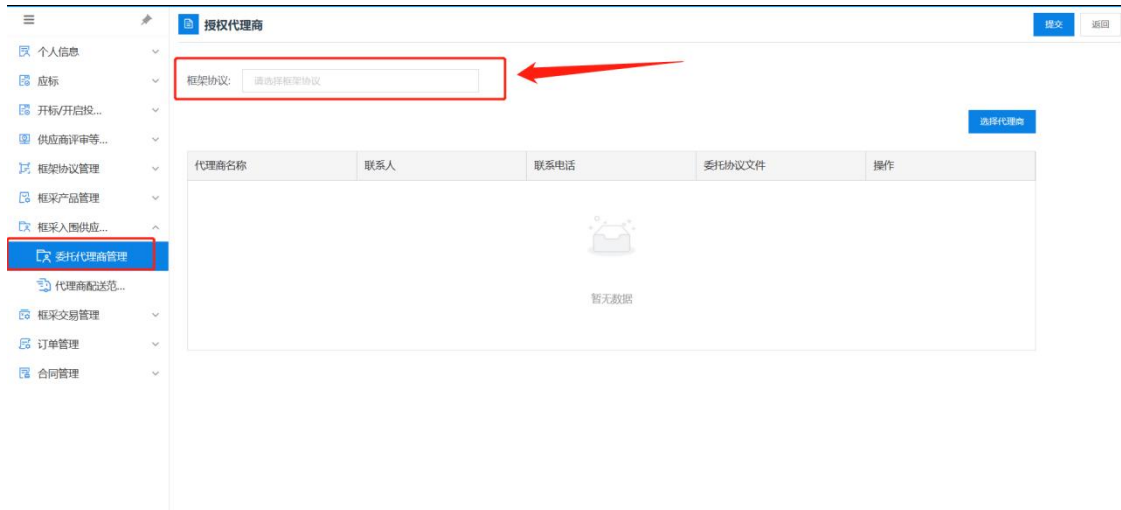 授权代理商
提交
返回
个人信息
应标
开标/开启投...
供应商评审等...
框架协议管理
框采产品管理
框采入围供应...
委托代理商管理
代理商配送范...
框采交易管理
订单管理
合同管理
框架协议:
请选择框架协议
选择代理商
代理商名称
联系人
联系电话
委托协议文件
操作
暂无数据